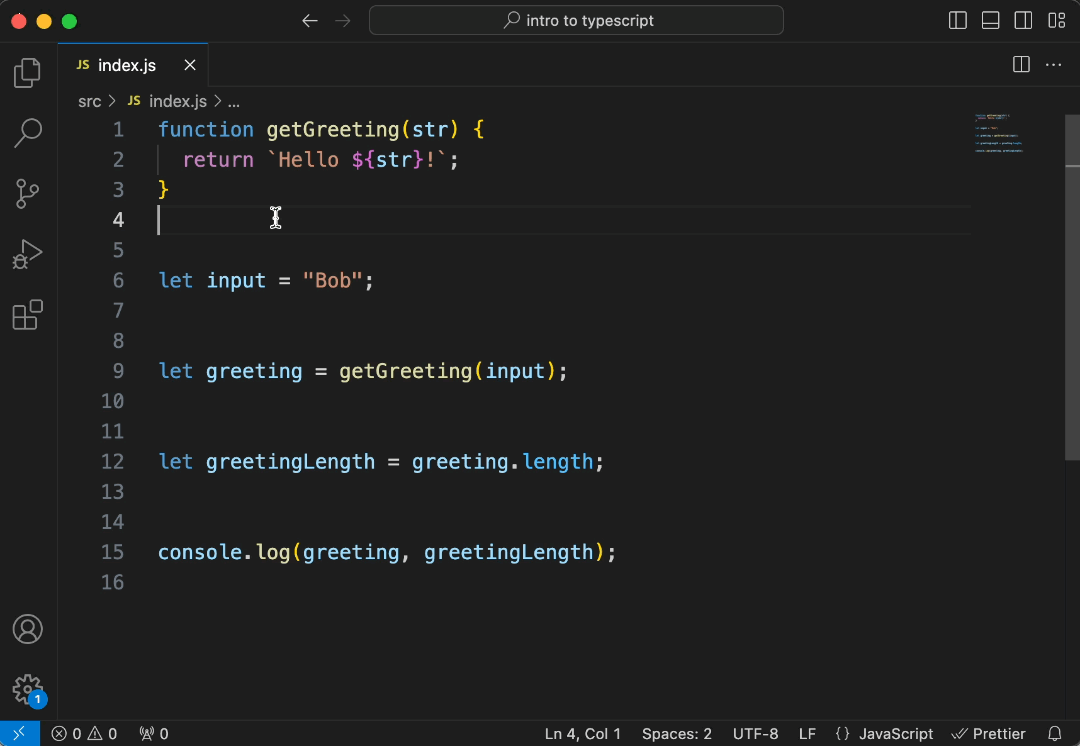 intro to typescript
JS index.js
src > JS index.js > ...
1 function getGreeting(str) {
2 return `Hello ${str}!`;
3 }
4
5
6 let input = "Bob";
7
8
9 let greeting = getGreeting(input);
10
11
12 let greetingLength = greeting.length;
13
14
15 console.log(greeting, greetingLength);
16
1
0 0 0 Ln 4, Col 1 Spaces: 2 UTF-8 LF {} JavaScript Prettier